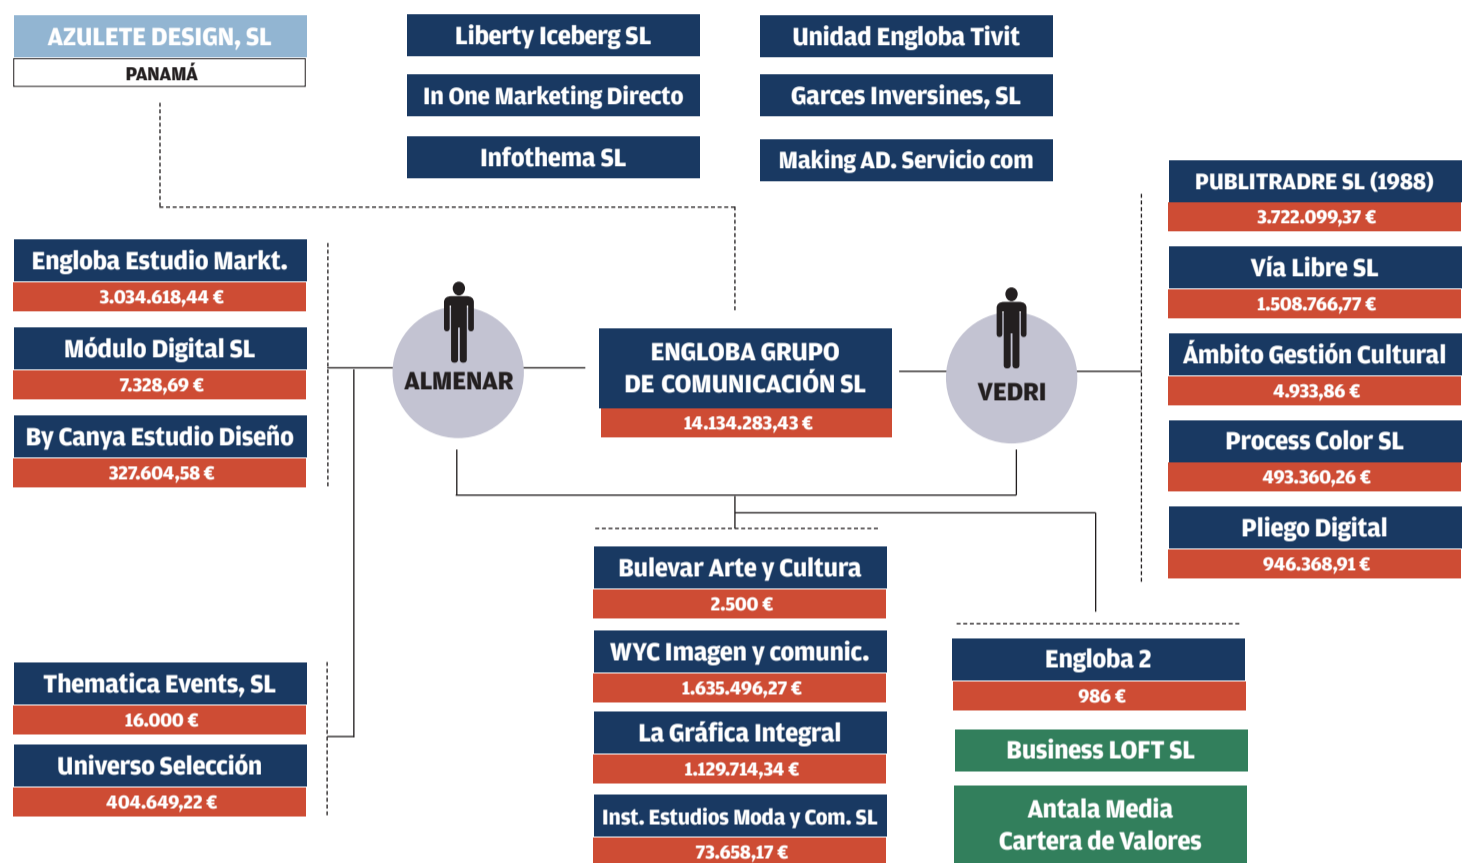 AZULETE DESIGN, SL
PANAMÁ
Liberty Iceberg SL
In One Marketing Directo
Infothema SL
Unidad Engloba Tivit
Garces Inversines, SL
Making AD. Servicio com
PUBLITRADRE SL (1988)
3.722.099,37 €
Vía Libre SL
1.508.766,77 €
Ámbito Gestión Cultural
4.933,86 €
Process Color SL
493.360,26 €
Pliego Digital
946.368,91 €
Engloba Estudio Markt.
3.034.618,44 €
Módulo Digital SL
7.328,69 €
By Canya Estudio Diseño
327.604,58 €
ALMENAR
ENGLOBA GRUPO
DE COMUNICACIÓN SL
14.134.283,43 €
VEDRI
Thematica Events, SL
16.000 €
Universo Selección
404.649,22 €
Bulevar Arte y Cultura
2.500 €
WYC Imagen y comunic.
1.635.496,27 €
La Gráfica Integral
1.129.714,34 €
Inst. Estudios Moda y Com. SL
73.658,17 €
Engloba 2
986 €
Business LOFT SL
Antala Media
Cartera de Valores